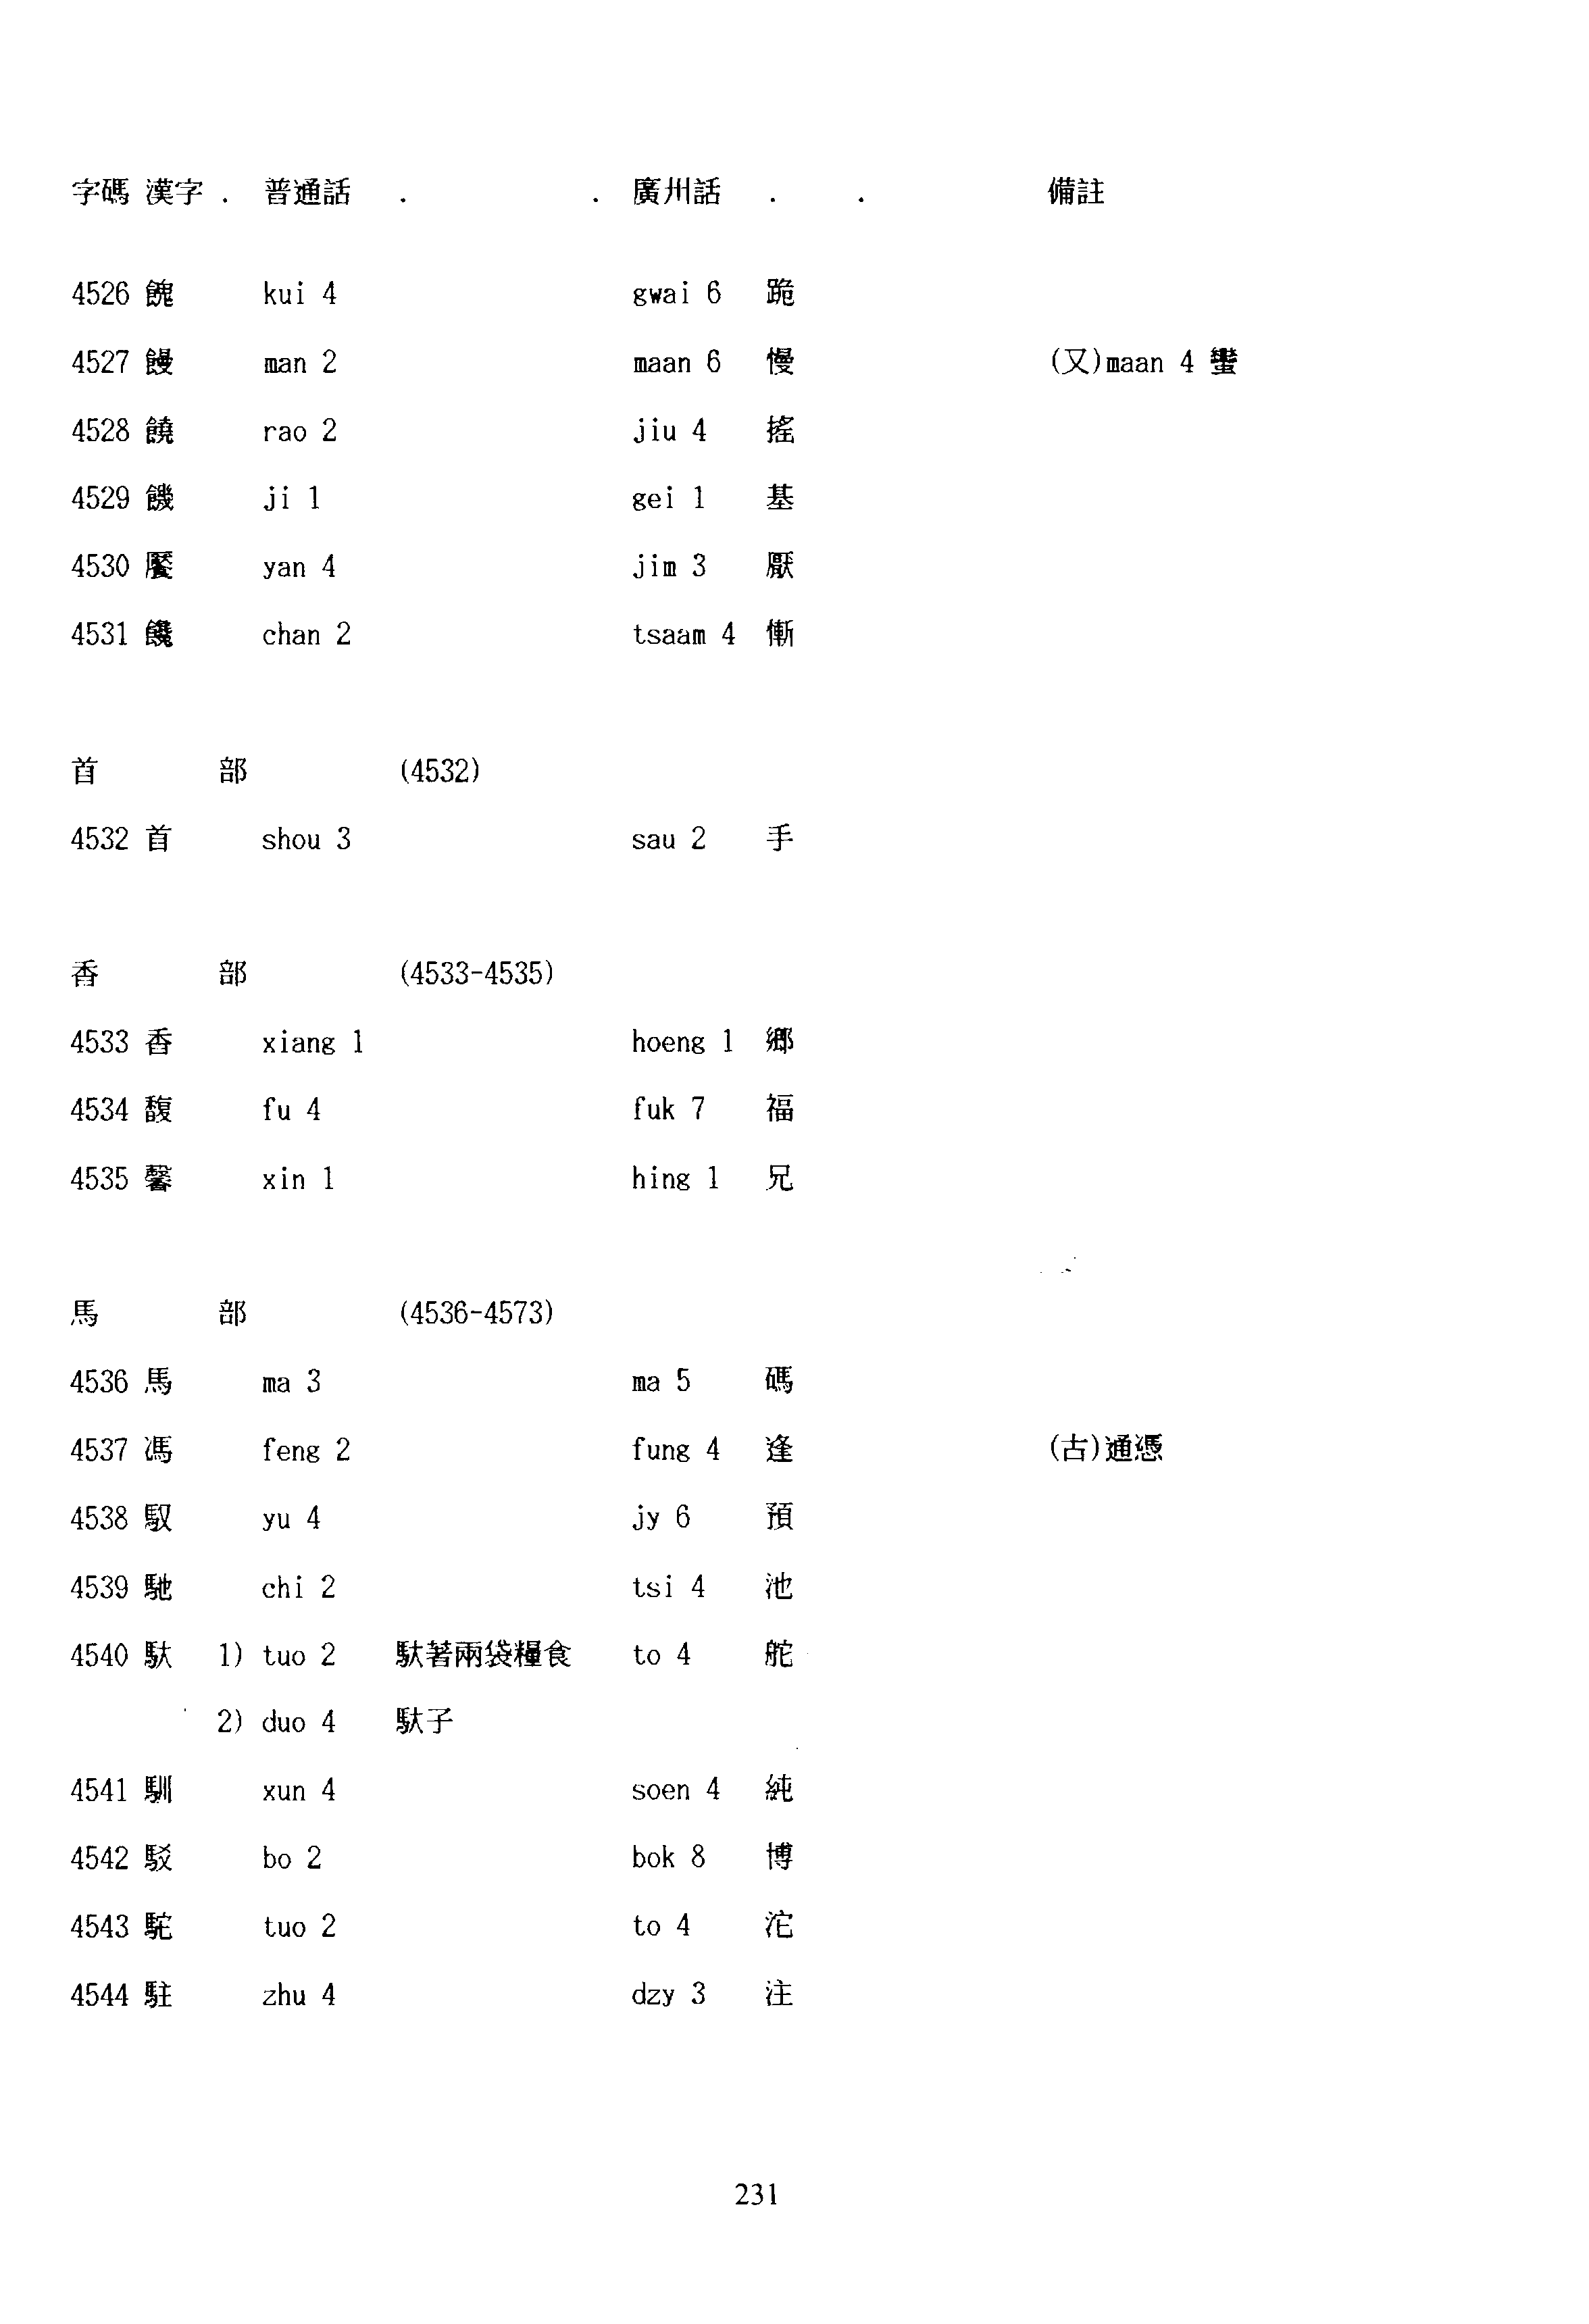 字碼 漢字 . 普通話 . . 廣州話 . . 備註
4526 餽 kui 4 gwai 6 跪
4527 饅 man 2 maan 6 慢 (又)maan 4 蠻
4528 饒 rao 2 jiu 4 搖
4529 饑 ji 1 gei 1 基
4530 饜 yan 4 jim 3 厭
4531 饞 chan 2 tsaam 4 慚
首 部 (4532)
4532 首 shou 3 sau 2 手
香 部 (4533-4535)
4533 香 xiang 1 hoeng 1 鄉
4534 馥 fu 4 fuk 7 福
4535 馨 xin 1 hing 1 兄
馬 部 (4536-4573)
4536 馬 ma 3 ma 5 碼
4537 馮 feng 2 fung 4 逢 (古)通憑
4538 馭 yu 4 jy 6 預
4539 馳 chi 2 tsi 4 池
4540 馱 1) tuo 2 馱著兩袋糧食 to 4 舵
2) duo 4 馱子
4541 馴 xun 4 soen 4 純
4542 駁 bo 2 bok 8 博
4543 駝 tuo 2 to 4 沱
4544 駐 zhu 4 dzy 3 注
231